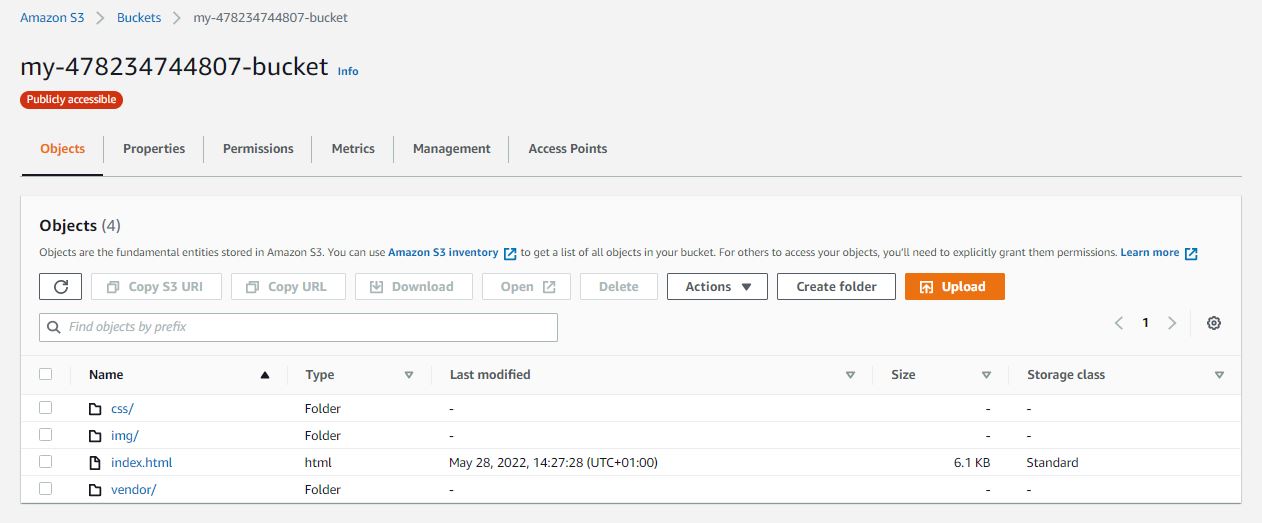 Amazon S3 > Buckets > my-478234744807-bucket
my-478234744807-bucket Info
Publicly accessible
Objects Properties Permissions Metrics Management Access Points
Objects (4)
Objects are the fundamental entities stored in Amazon S3. You can use Amazon S3 inventory to get a list of all objects in your bucket. For others to access your objects, you'll need to explicitly grant them permissions. Learn more
Copy S3 URI Copy URL Download Open Delete Actions Create folder Upload
Find objects by prefix
1
Name Type Last modified Size Storage class
css/ Folder - - -
img/ Folder - - -
index.html html May 28, 2022, 14:27:28 (UTC+01:00) 6.1 KB Standard
vendor/ Folder - - -